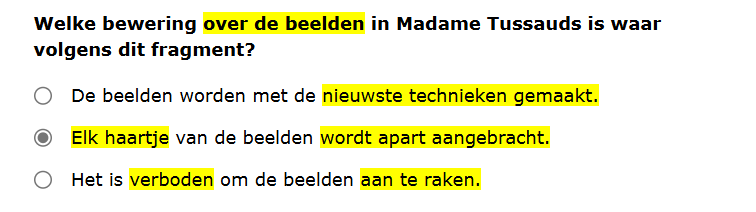 Welke bewering over de beelden in Madame Tussauds is waar
volgens dit fragment?
De beelden worden met de nieuwste technieken gemaakt.
Elk haartje van de beelden wordt apart aangebracht.
Het is verboden om de beelden aan te raken.